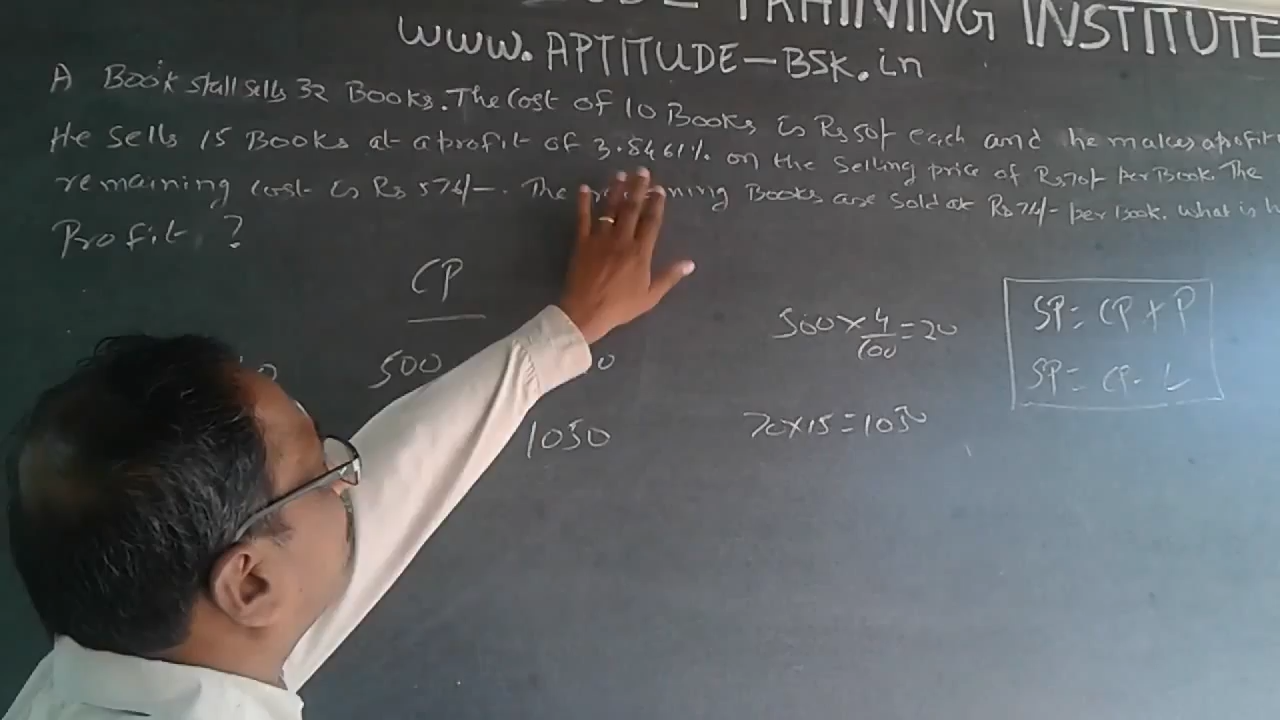 TRAINING INSTITUTE
WWW.APTITUDE-BSK.in
A Book stall sells 32 Books. The Cost of 10 Books is Rs 50/- each and he makes a profit
He sells 15 Books at a profit of 3.8461% on the selling price of Rs 70/- per Book. The
remaining cost is Rs 576/-. The Books are sold at Rs 74/- per Book. What is
Profit ?
CP
500 × 4/100 = 20
SP = CP + P
500
SP = CP - L
1050
70 × 15 = 1050